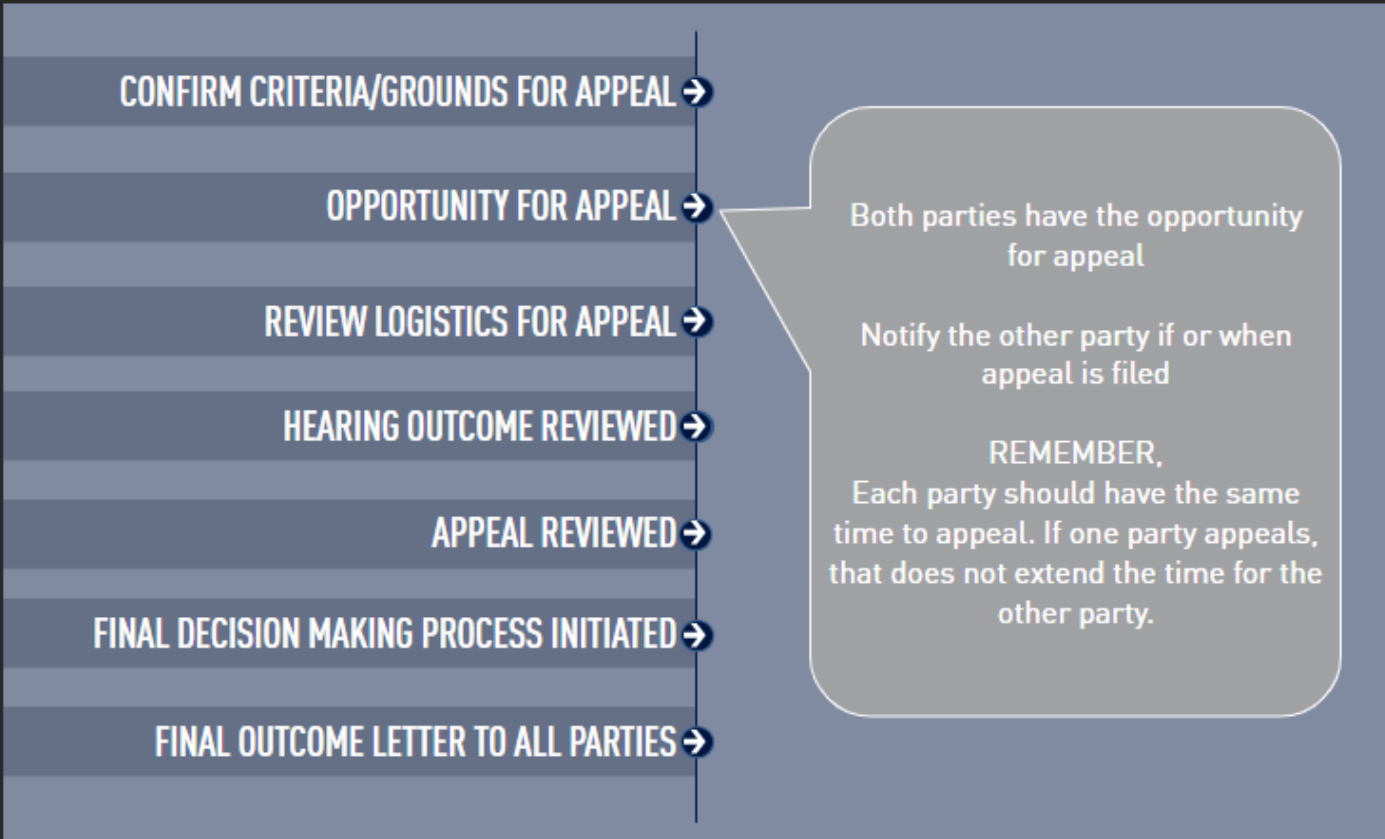 CONFIRM CRITERIA/GROUNDS FOR APPEAL
OPPORTUNITY FOR APPEAL
REVIEW LOGISTICS FOR APPEAL
HEARING OUTCOME REVIEWED
APPEAL REVIEWED
FINAL DECISION MAKING PROCESS INITIATED
FINAL OUTCOME LETTER TO ALL PARTIES
Both parties have the opportunity
for appeal
Notify the other party if or when
appeal is filed
REMEMBER,
Each party should have the same
time to appeal. If one party appeals,
that does not extend the time for the
other party.